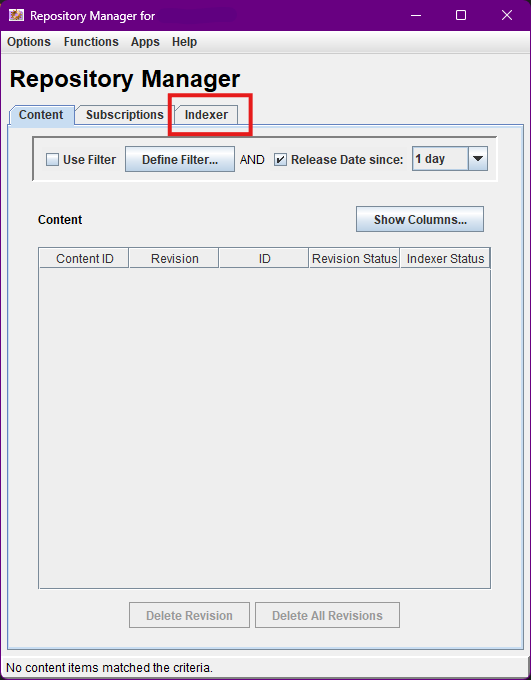 Repository Manager for
Options Functions Apps Help
Repository Manager
Content Subscriptions Indexer
Use Filter Define Filter... AND Release Date since: 1 day
Content Show Columns...
Content ID Revision ID Revision Status Indexer Status
Delete Revision Delete All Revisions
No content items matched the criteria.